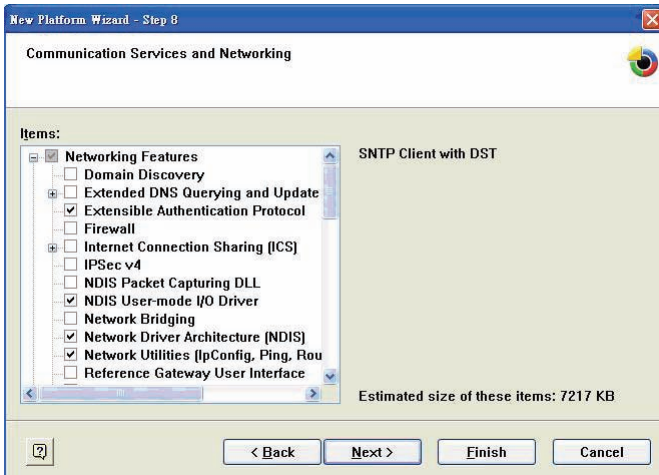 New Platform Wizard - Step 8
Communication Services and Networking
Items:
Networking Features
Domain Discovery
Extended DNS Querying and Update
Extensible Authentication Protocol
Firewall
Internet Connection Sharing (ICS)
IPSec v4
NDIS Packet Capturing DLL
NDIS User-mode I/O Driver
Network Bridging
Network Driver Architecture (NDIS)
Network Utilities (IpConfig, Ping, Rou
Reference Gateway User Interface
SNTP Client with DST
Estimated size of these items: 7217 KB
< Back
Next >
Finish
Cancel